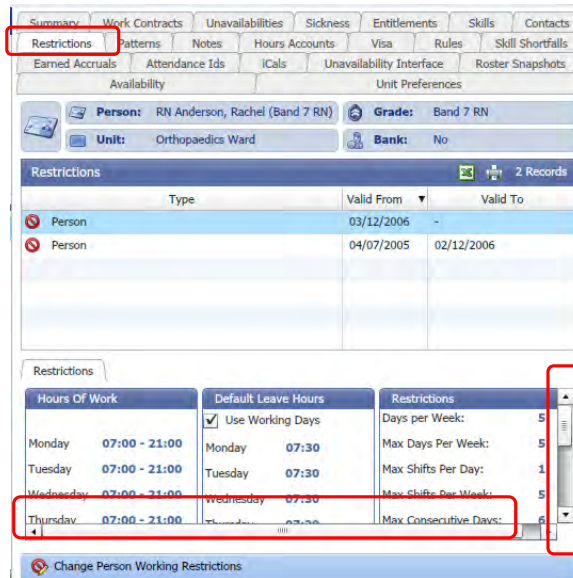 Summary Work Contracts Unavailabilities Sickness Entitlements Skills Contacts
Restrictions Patterns Notes Hours Accounts Visa Rules Skill Shortfalls
Earned Accruals Attendance Ids iCals Unavailability Interface Roster Snapshots
Availability Unit Preferences
Person: RN Anderson, Rachel (Band 7 RN) Grade: Band 7 RN
Unit: Orthopaedics Ward Bank: No
Restrictions 2 Records
Type Valid From Valid To
Person 03/12/2006 -
Person 04/07/2005 02/12/2006
Restrictions
Hours Of Work Default Leave Hours Restrictions
Use Working Days Days per Week: 5
Monday 07:00 - 21:00 Monday 07:30 Max Days Per Week: 5
Tuesday 07:00 - 21:00 Tuesday 07:30 Max Shifts Per Day: 1
Wednesday 07:00 - 21:00 Wednesday 07:30 Max Shifts Per Week: 5
Thursday 07:00 - 21:00 Thursday 07:30 Max Consecutive Days: 6
Change Person Working Restrictions